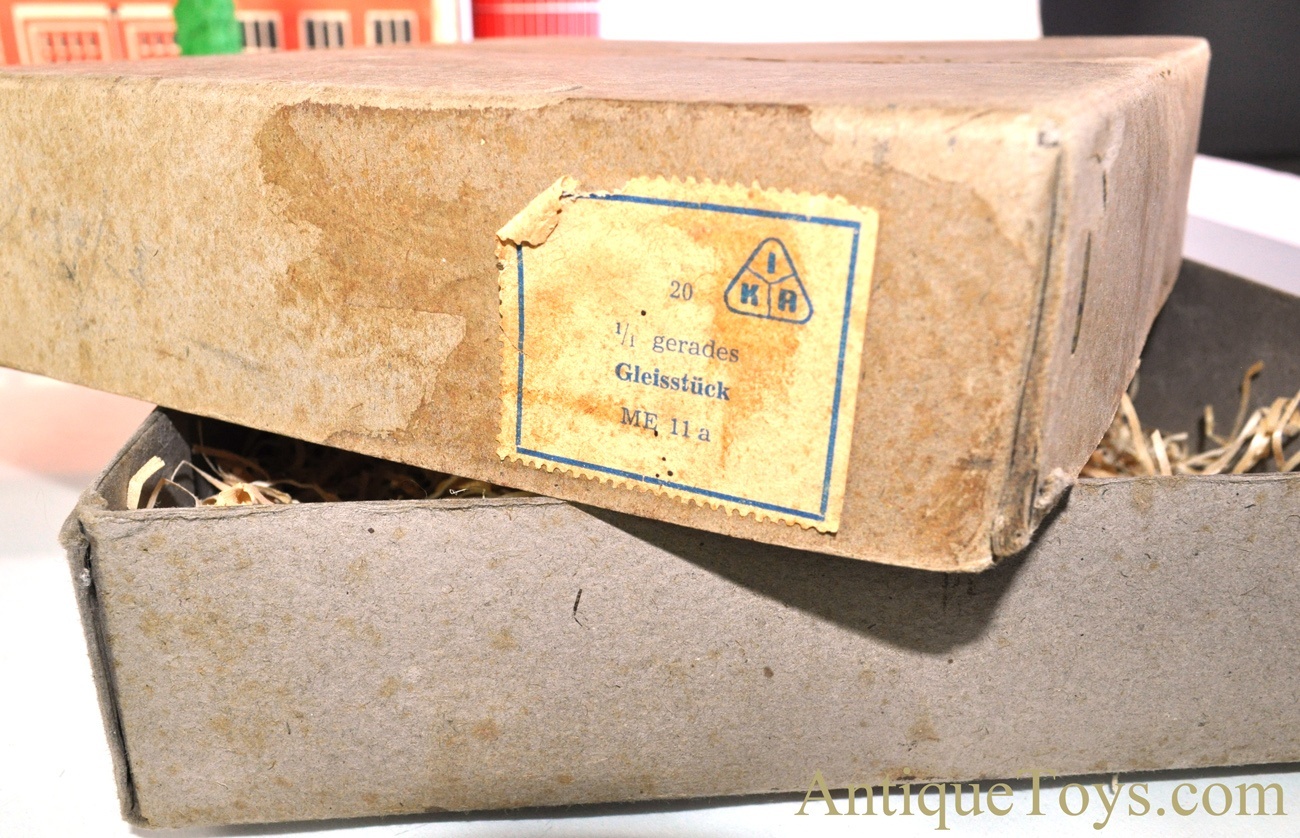 I
K R
20
1/1 gerades
Gleisstück
ME 11 a
AntiqueToys.com